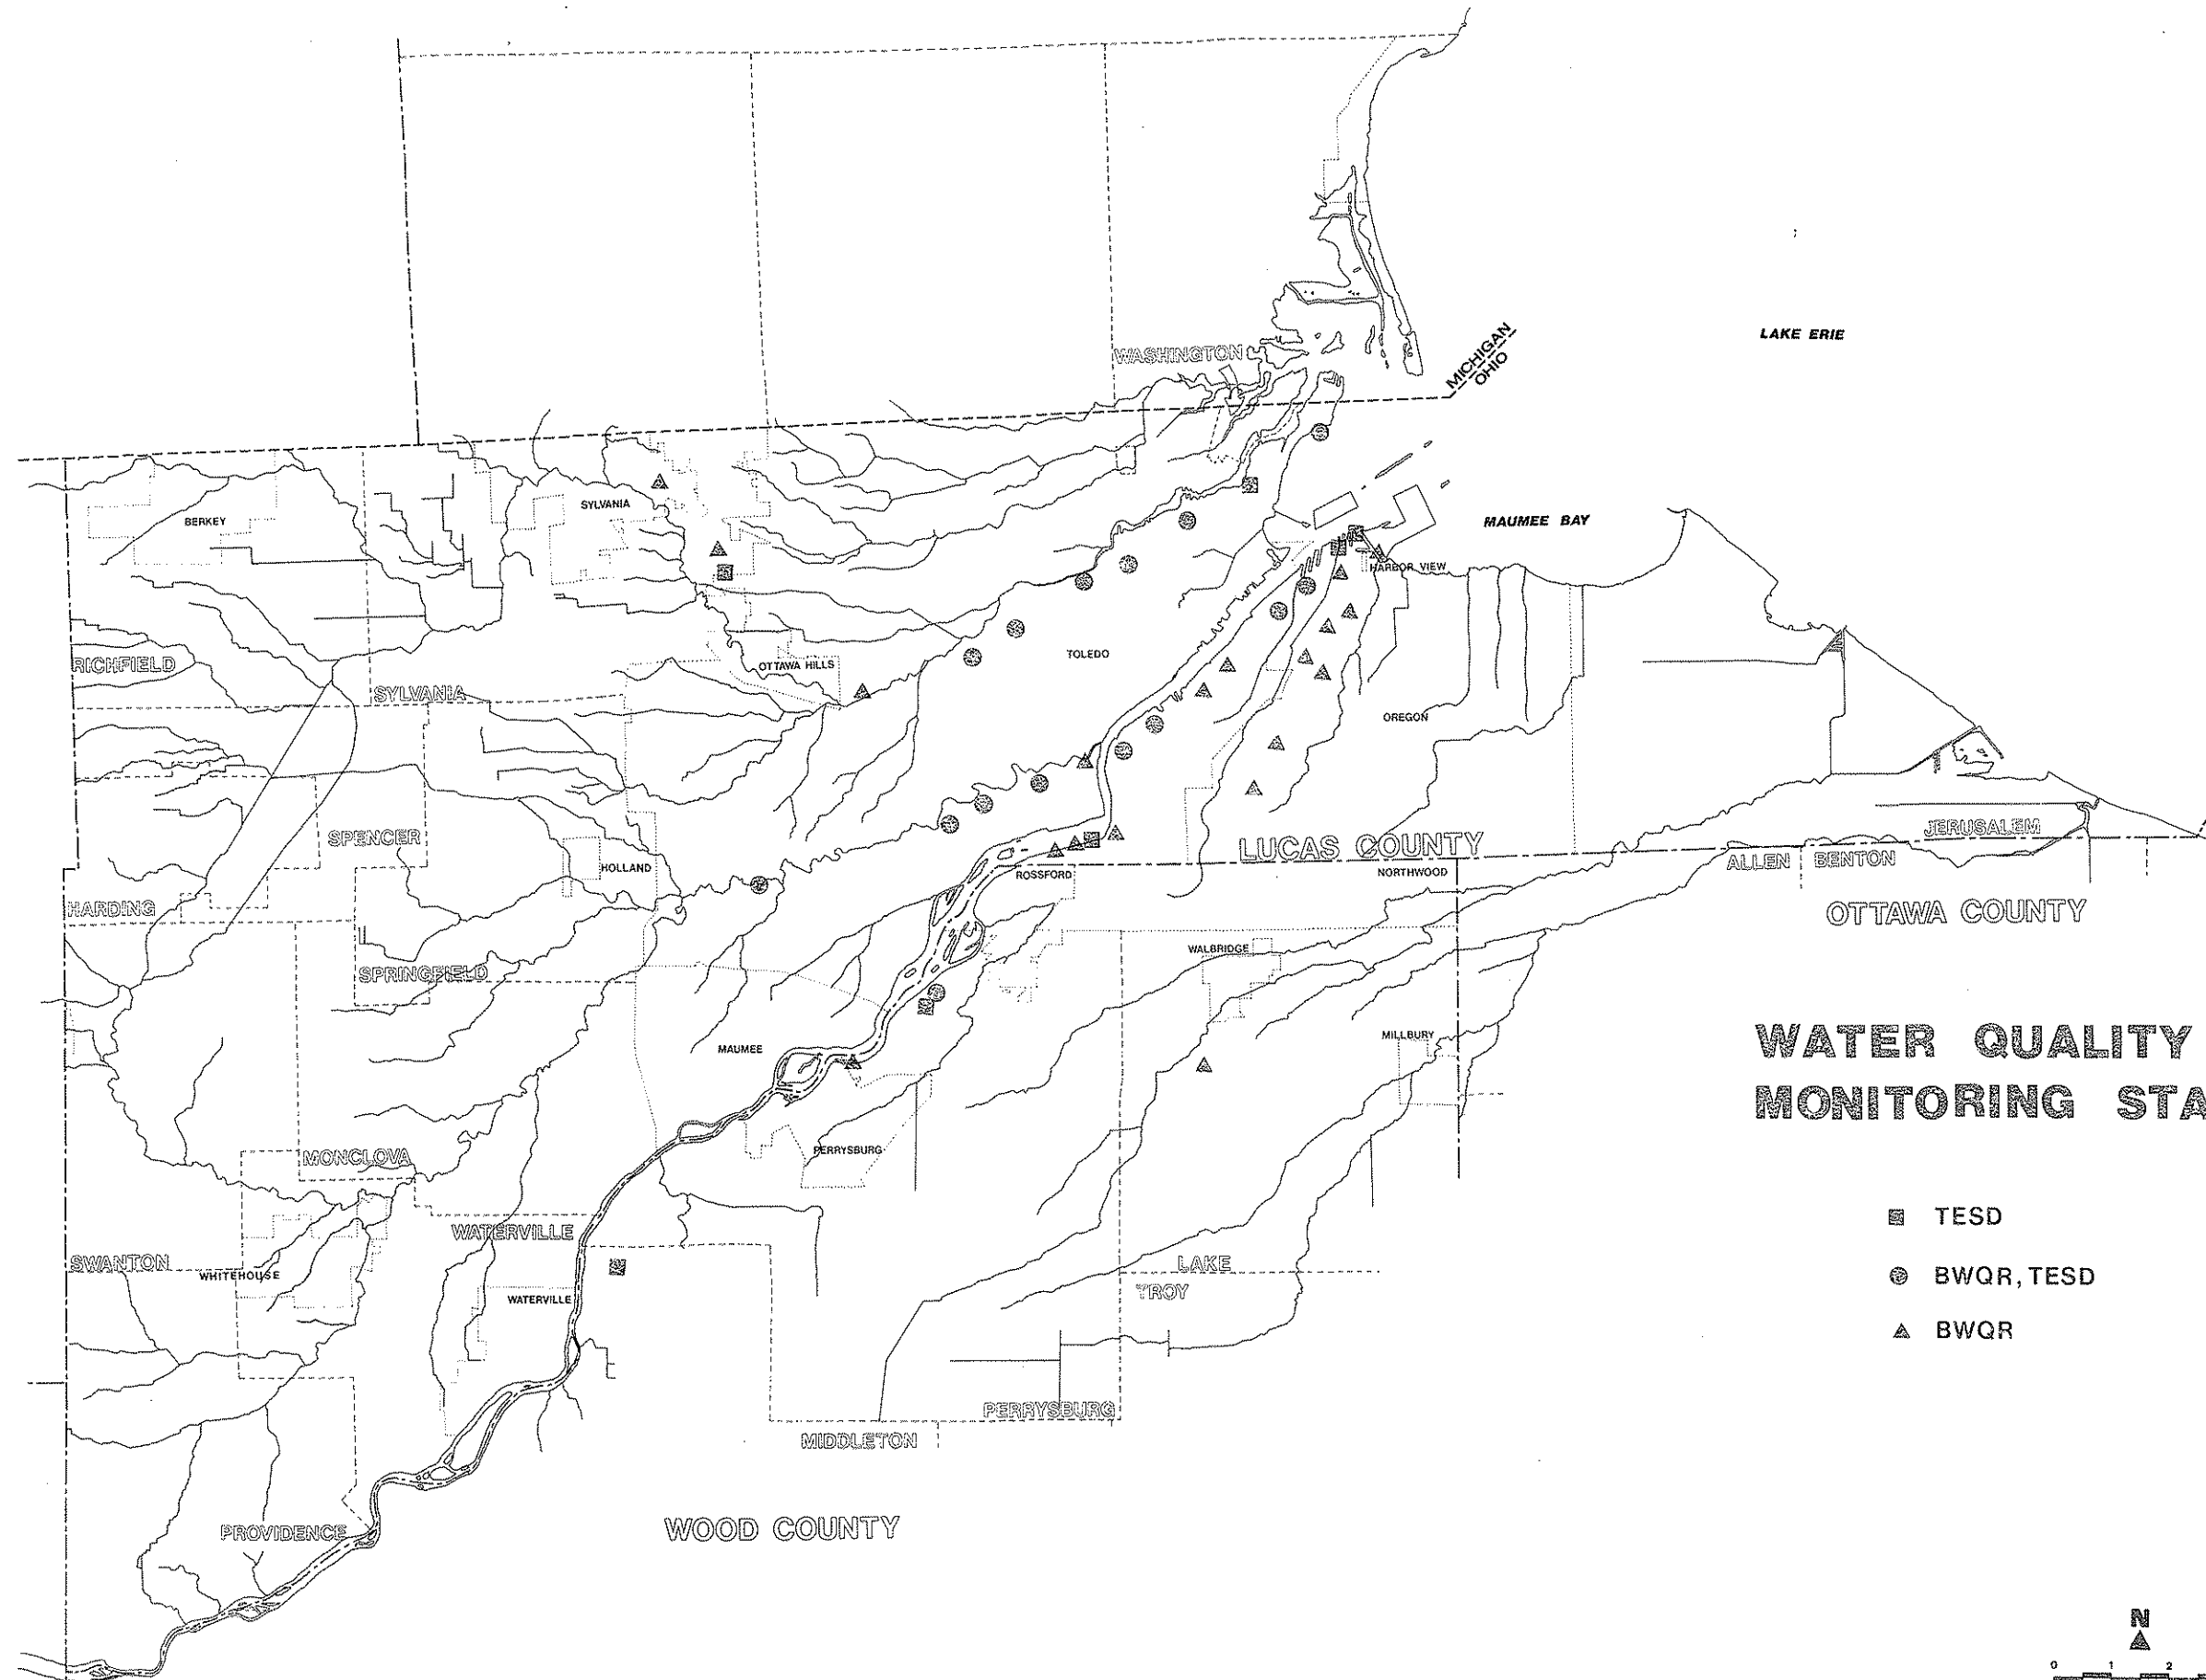 LAKE ERIE
MICHIGAN
OHIO
WASHINGTON
SYLVANIA
BERKEY
MAUMEE BAY
HARBOR VIEW
TOLEDO
OTTAWA HILLS
RICHFIELD
SYLVANIA
OREGON
SPENCER
LUCAS COUNTY
JERUSALEM
ALLEN
BENTON
HOLLAND
ROSSFORD
NORTHWOOD
HARDING
OTTAWA COUNTY
WALBRIDGE
SPRINGFIELD
MAUMEE
MILLBURY
WATER QUALITY
MONITORING STA
PERRYSBURG
MONCLOVA
TESD
WATERVILLE
SWANTON
WHITEHOUSE
LAKE
TROY
BWQR, TESD
WATERVILLE
BWQR
PERRYSBURG
MIDDLETON
PROVIDENCE
WOOD COUNTY
N
0 1 2